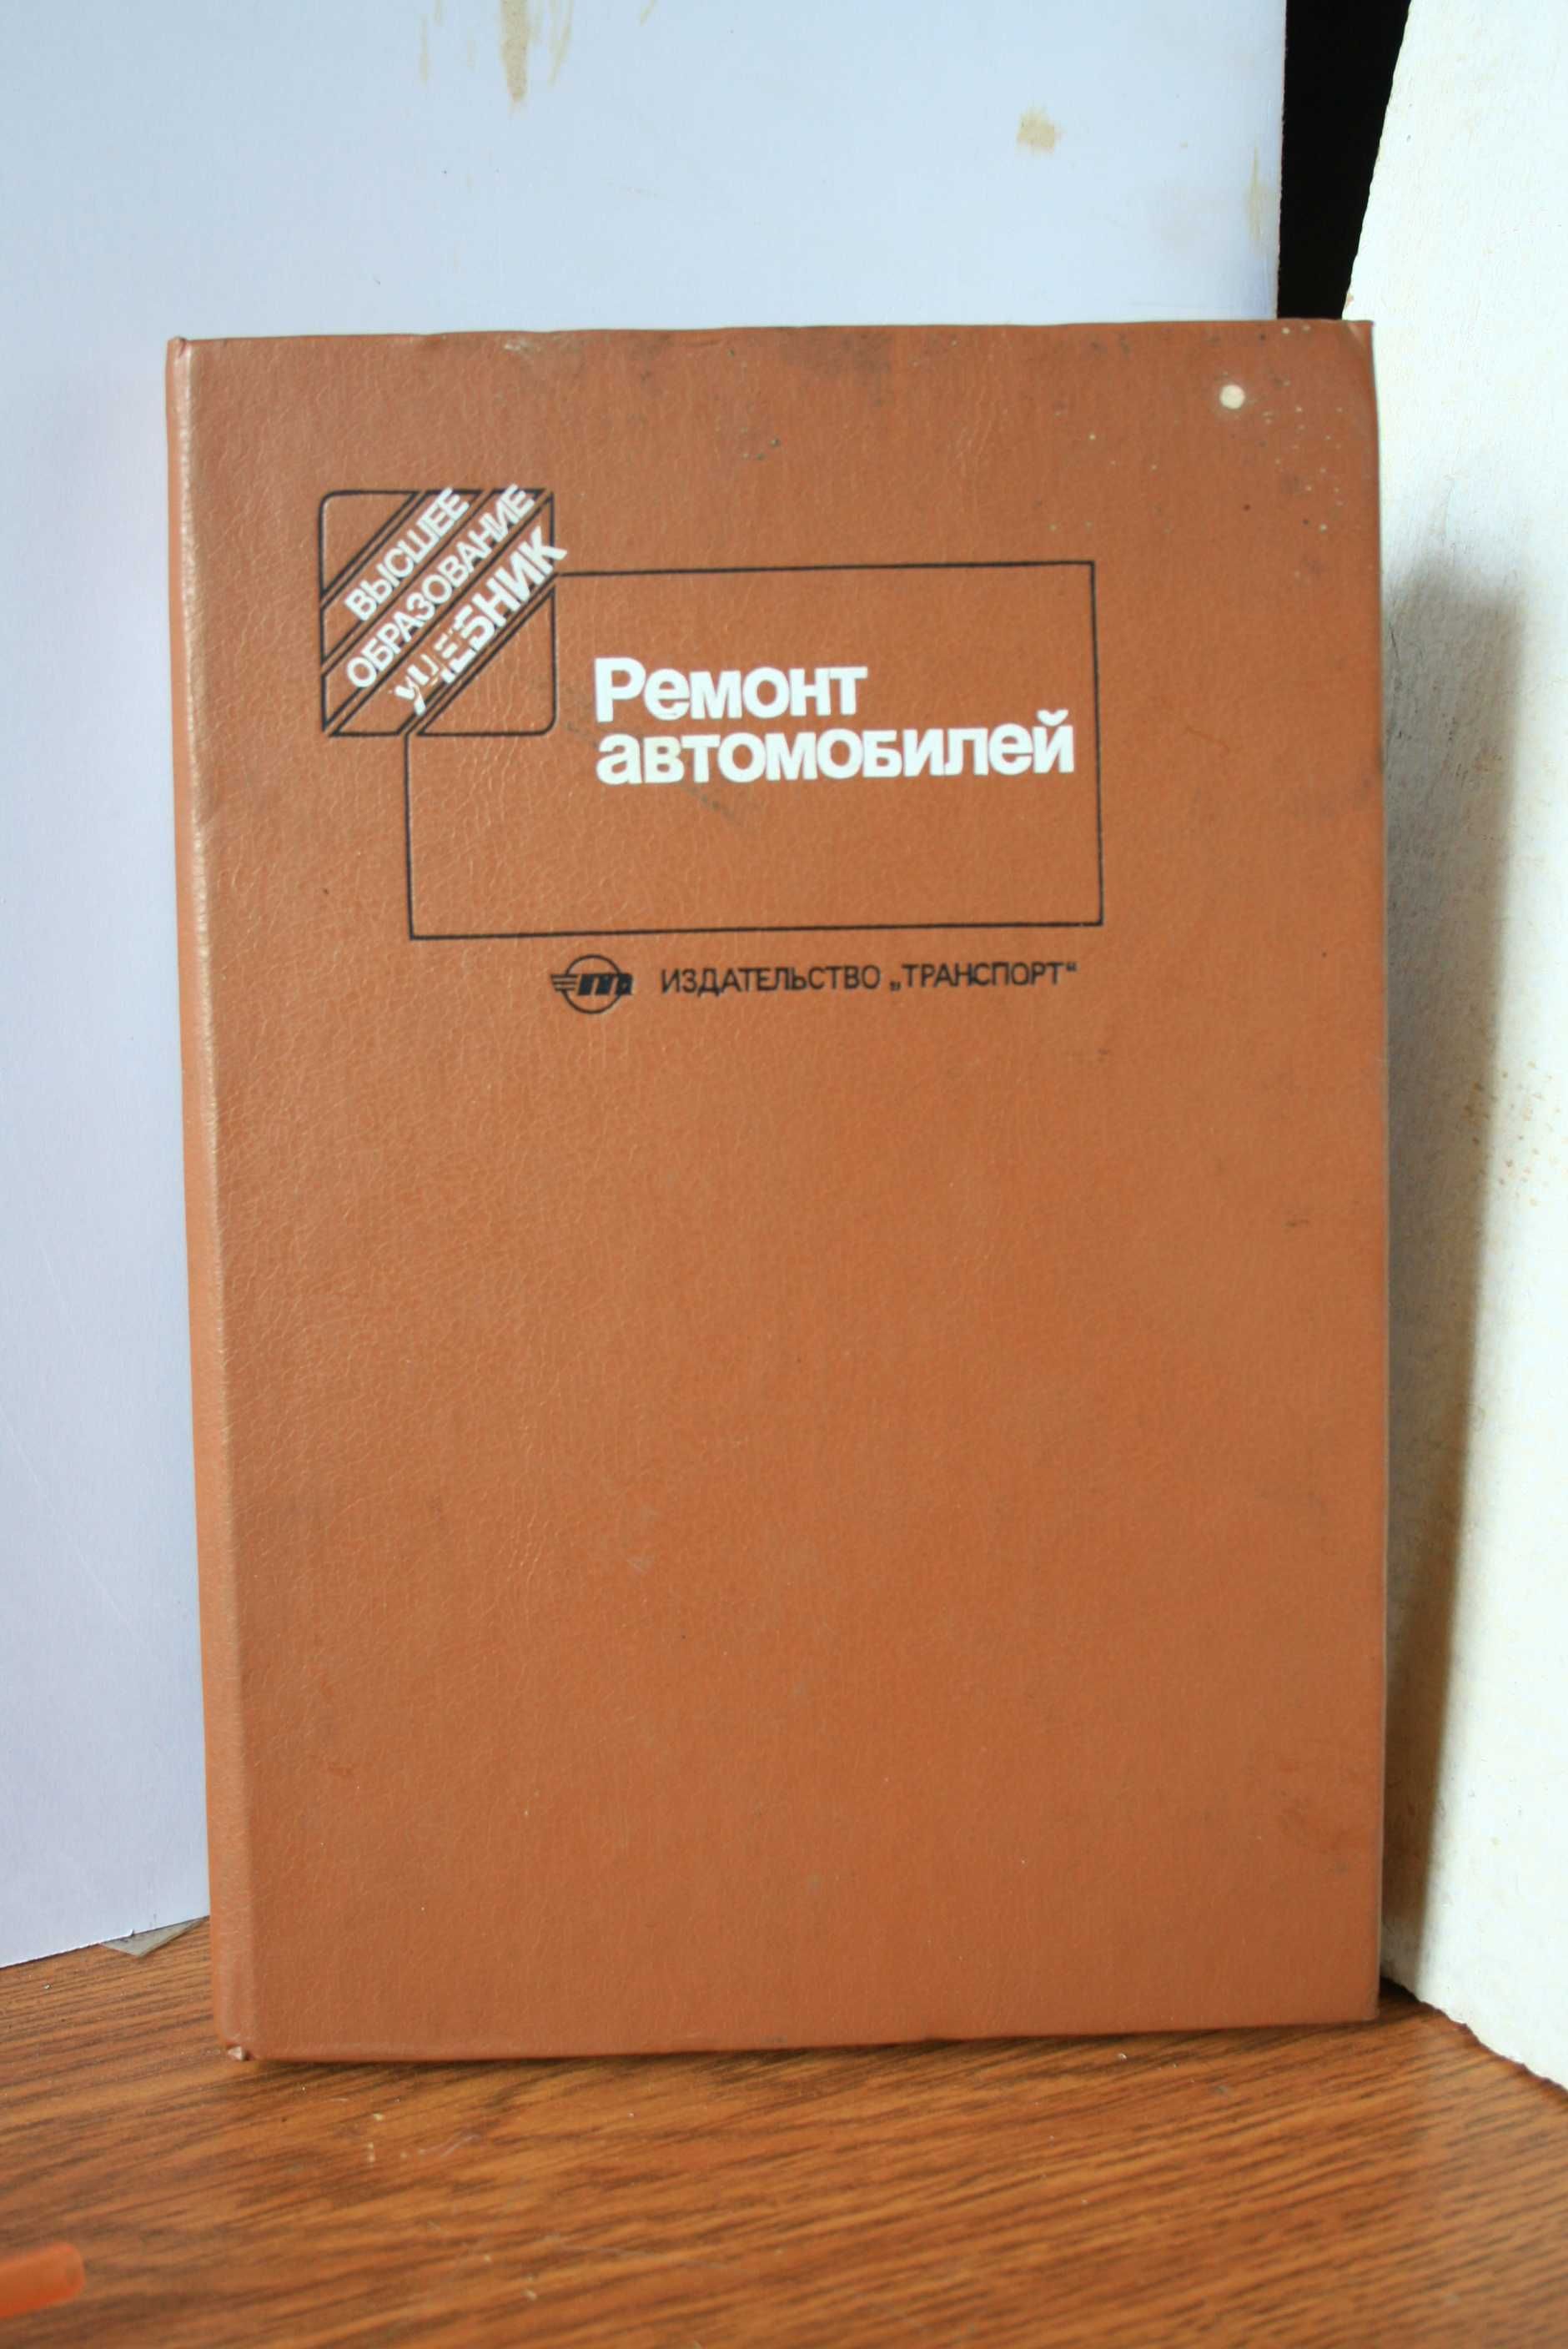 ВЫСШЕЕ
ОБРАЗОВАНИЕ
УЧЕБНИК
Ремонт
автомобилей
ИЗДАТЕЛЬСТВО „ТРАНСПОРТ“